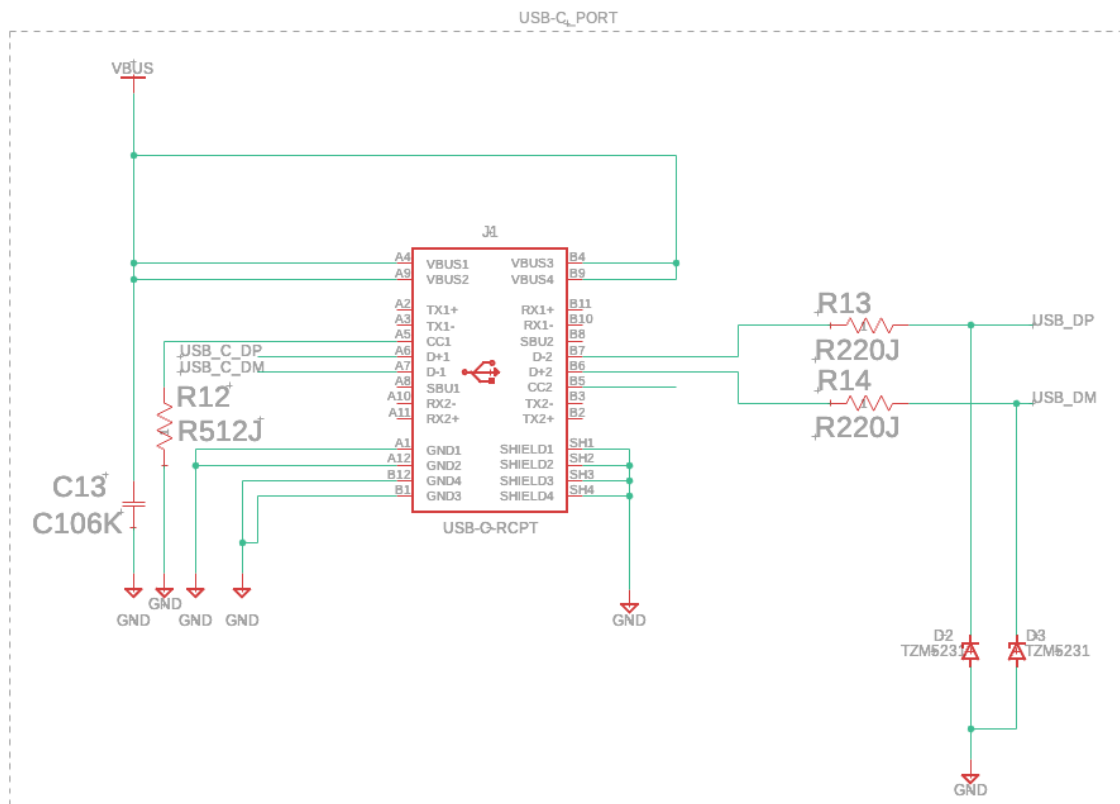 USB-C_PORT
VBUS
J1
A4 VBUS1 VBUS3 B4
A9 VBUS2 VBUS4 B9
A2 TX1+ RX1+ B11
A3 TX1- RX1- B10
A5 CC1 SBU2 B8
USB_C_DP A6 D+1 D-2 B7
USB_C_DM A7 D-1 D+2 B6
A8 SBU1 CC2 B5
A10 RX2- TX2- B3
A11 RX2+ TX2+ B2
A1 GND1 SHIELD1 SH1
A12 GND2 SHIELD2 SH2
B12 GND4 SHIELD3 SH3
B1 GND3 SHIELD4 SH4
USB-C-RCPT
R12
R512J
C13
C106K
GND
GND
GND
GND
GND
R13
1
R220J
USB_DP
R14
1
R220J
USB_DM
D2
TZM5231
D3
TZM5231
GND